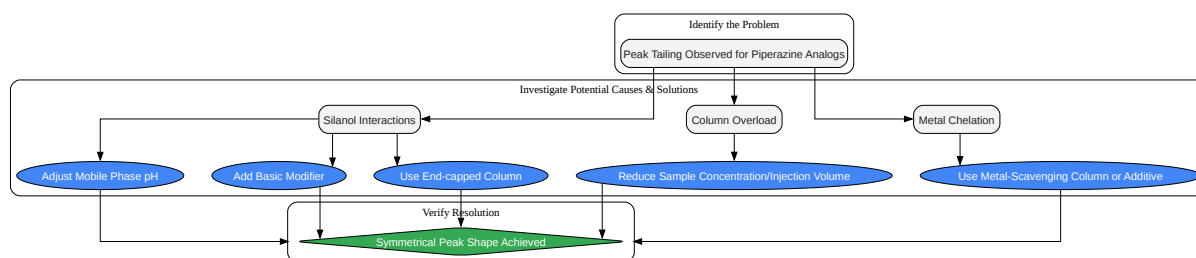 Identify the Problem
Peak Tailing Observed for Piperazine Analogs
Investigate Potential Causes & Solutions
Silanol Interactions
Column Overload
Metal Chelation
Adjust Mobile Phase pH
Add Basic Modifier
Use End-capped Column
Reduce Sample Concentration/Injection Volume
Use Metal-Scavenging Column or Additive
Verify Resolution
Symmetrical Peak Shape Achieved